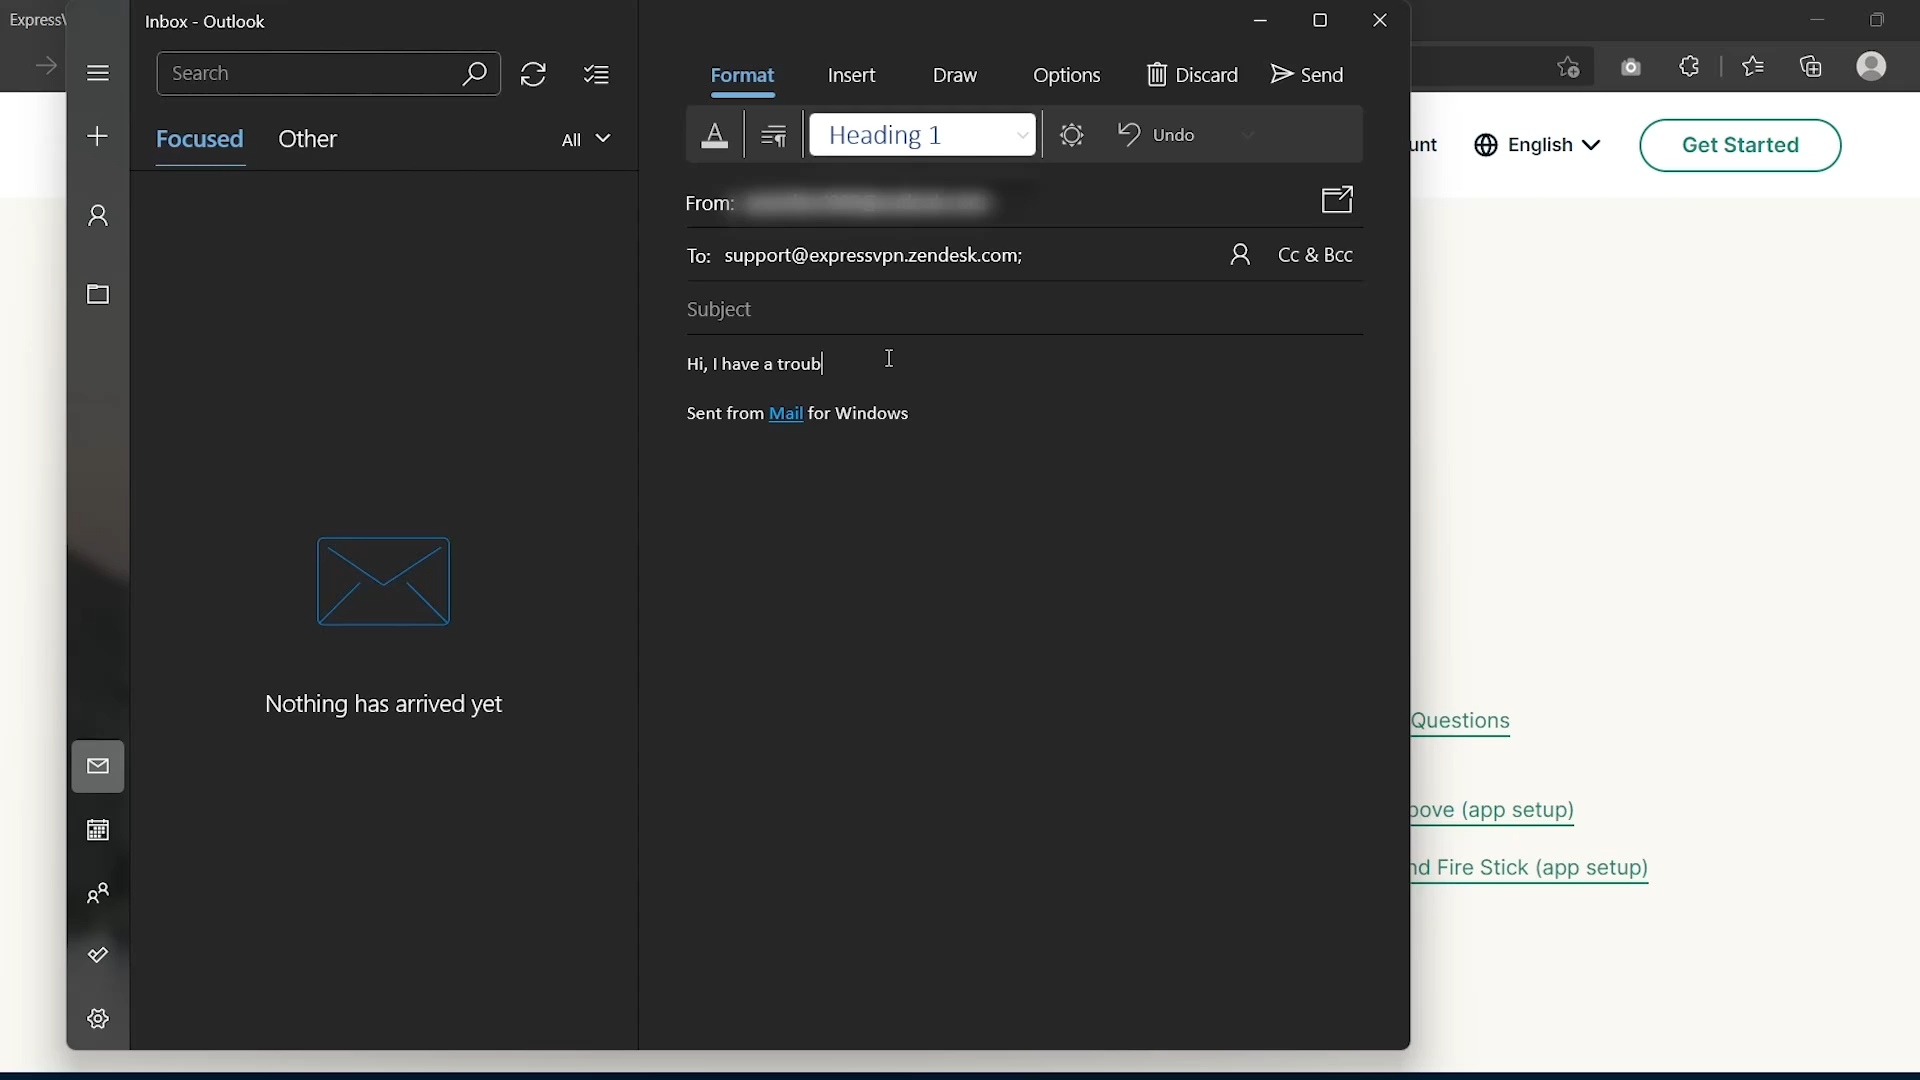 Express
Inbox - Outlook
Search
Focused
Other
All
Format
Insert
Draw
Options
Discard
Send
Heading 1
Undo
From:
To: support@expressvpn.zendesk.com;
Cc & Bcc
Subject
Hi, I have a troub
Sent from Mail for Windows
Nothing has arrived yet
unt
English
Get Started
Questions
bove (app setup)
nd Fire Stick (app setup)